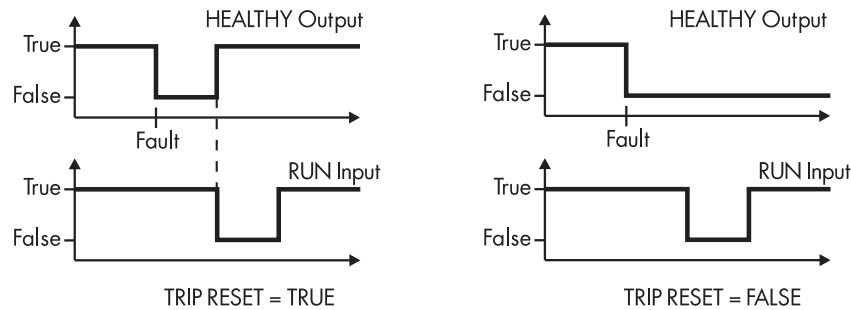 HEALTHY Output
True
False
Fault
RUN Input
True
False
TRIP RESET = TRUE
HEALTHY Output
True
False
Fault
RUN Input
True
False
TRIP RESET = FALSE